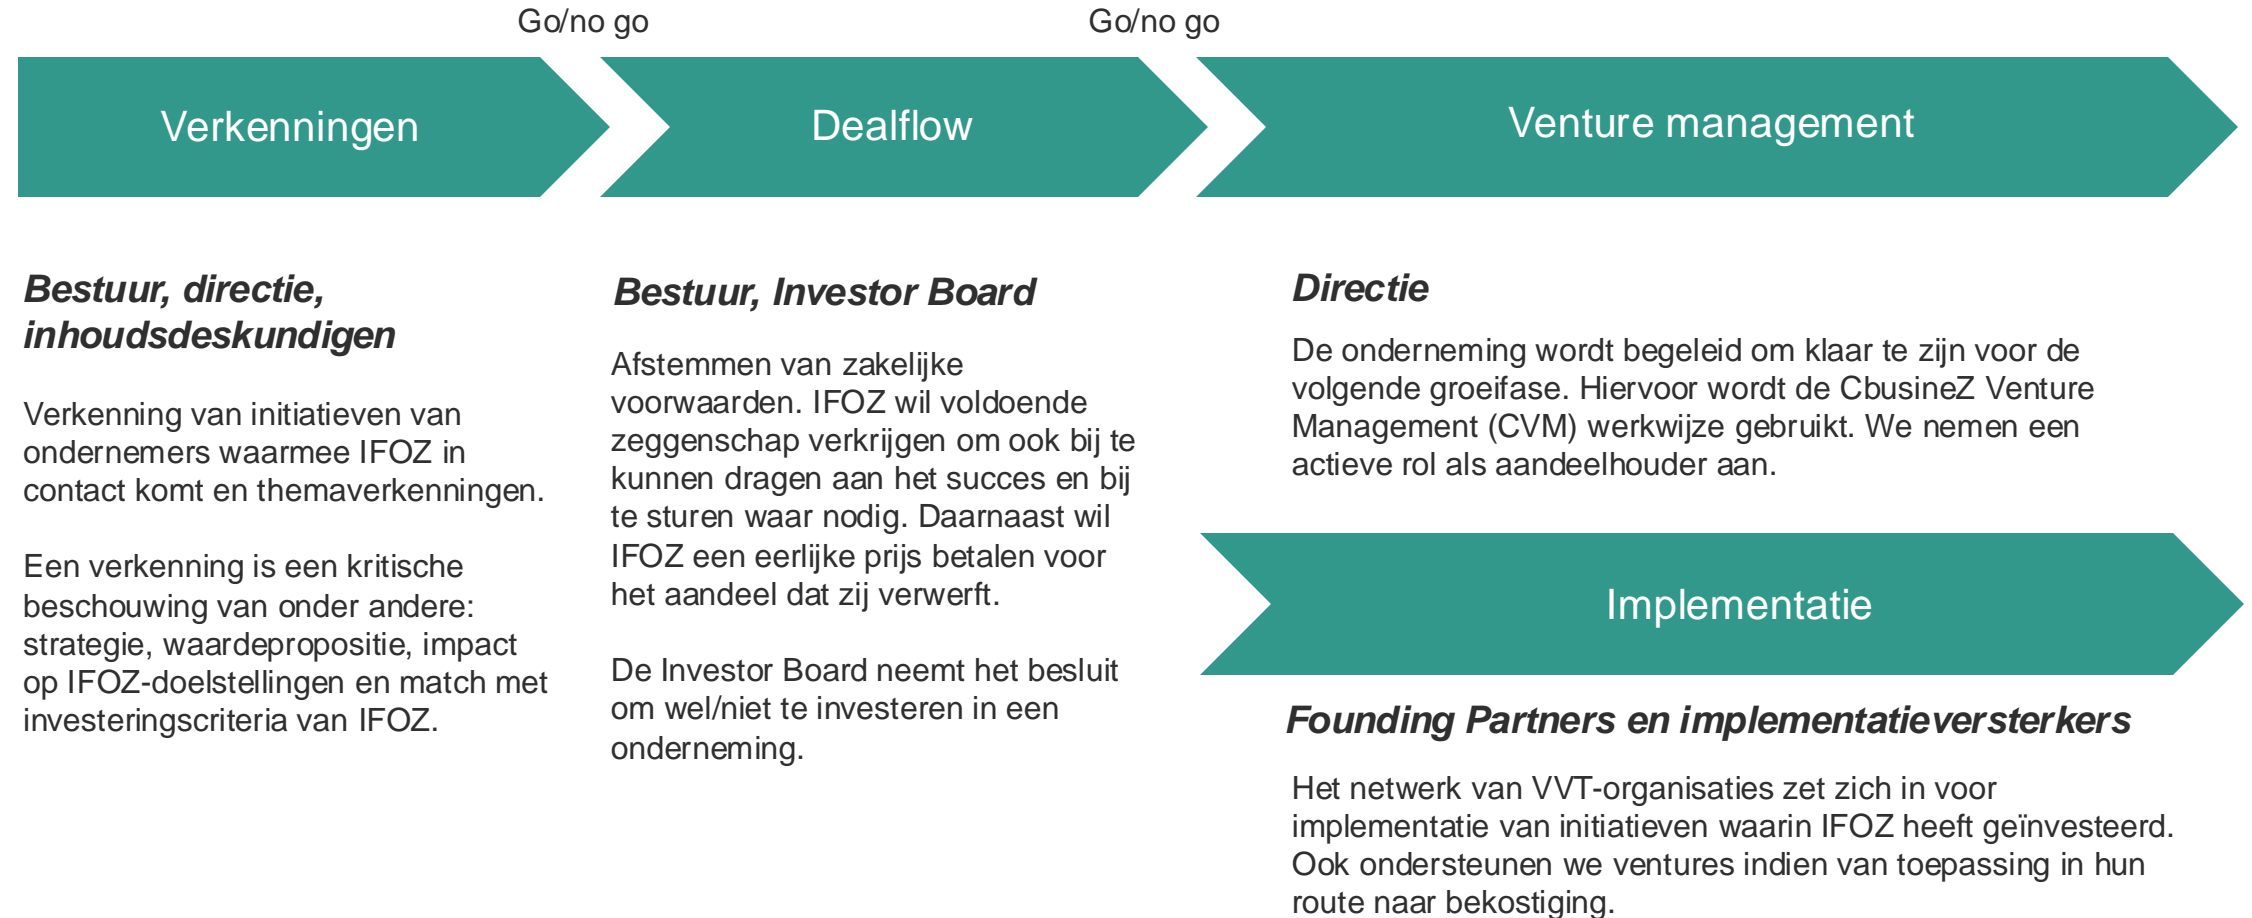 Go/no go
Go/no go
Verkenningen
Dealflow
Venture management
Bestuur, directie,
inhoudsdeskundigen
Verkenning van initiatieven van
ondernemers waarmee IFOZ in
contact komt en themaverkenningen.
Een verkenning is een kritische
beschouwing van onder andere:
strategie, waardepropositie, impact
op IFOZ-doelstellingen en match met
investeringscriteria van IFOZ.
Bestuur, Investor Board
Afstemmen van zakelijke
voorwaarden. IFOZ wil voldoende
zeggenschap verkrijgen om ook bij te
kunnen dragen aan het succes en bij
te sturen waar nodig. Daarnaast wil
IFOZ een eerlijke prijs betalen voor
het aandeel dat zij verwerft.
De Investor Board neemt het besluit
om wel/niet te investeren in een
onderneming.
Directie
De onderneming wordt begeleid om klaar te zijn voor de
volgende groeifase. Hiervoor wordt de CbusineZ Venture
Management (CVM) werkwijze gebruikt. We nemen een
actieve rol als aandeelhouder aan.
Implementatie
Founding Partners en implementatieversterkers
Het netwerk van VVT-organisaties zet zich in voor
implementatie van initiatieven waarin IFOZ heeft geïnvesteerd.
Ook ondersteunen we ventures indien van toepassing in hun
route naar bekostiging.